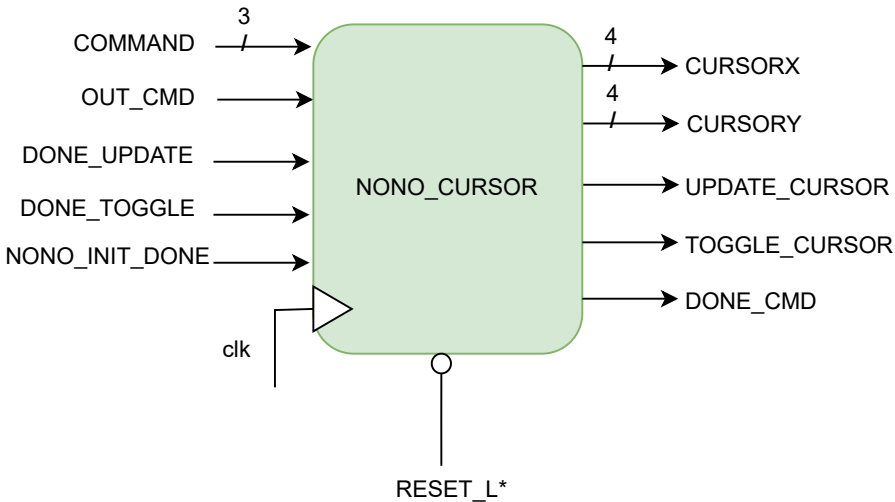 3
COMMAND
OUT_CMD
DONE_UPDATE
DONE_TOGGLE
NONO_INIT_DONE
clk
NONO_CURSOR
4
CURSORX
4
CURSORY
UPDATE_CURSOR
TOGGLE_CURSOR
DONE_CMD
RESET_L*